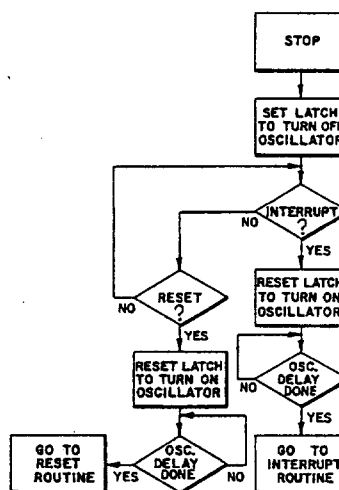 STOP
SET LATCH
TO TURN OFF
OSCILLATOR
INTERRUPT
?
NO
YES
RESET LATCH
TO TURN ON
OSCILLATOR
RESET
?
NO
YES
OSC.
DELAY
DONE
YES
RESET LATCH
TO TURN ON
OSCILLATOR
OSC.
DELAY
DONE
YES
NO
GO TO
RESET
ROUTINE
GO TO
INTERRUPT
ROUTINE